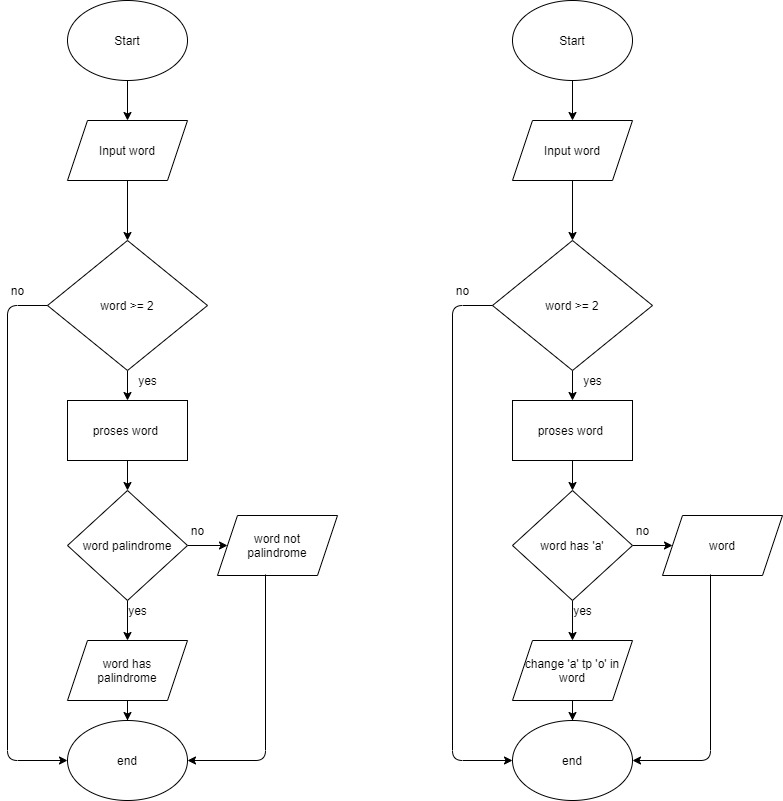 Start
Input word
word >= 2
no
yes
proses word
word palindrome
no
word not
palindrome
yes
word has
palindrome
end
Start
Input word
word >= 2
no
yes
proses word
word has 'a'
no
word
yes
change 'a' tp 'o' in
word
end